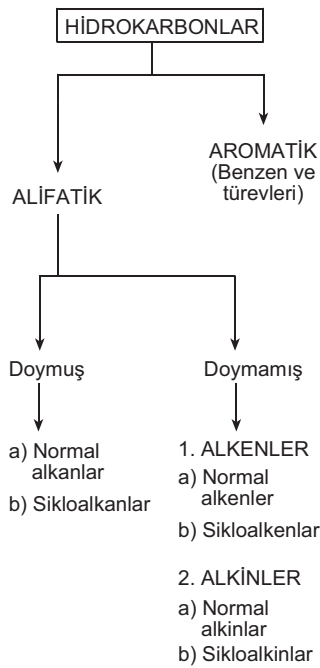 HİDROKARBONLAR
AROMATİK
(Benzen ve
türevleri)
ALİFATİK
Doymuş
Doymamış
a) Normal
alkanlar
b) Sikloalkanlar
1. ALKENLER
a) Normal
alkenler
b) Sikloalkenlar
2. ALKİNLER
a) Normal
alkinlar
b) Sikloalkinlar